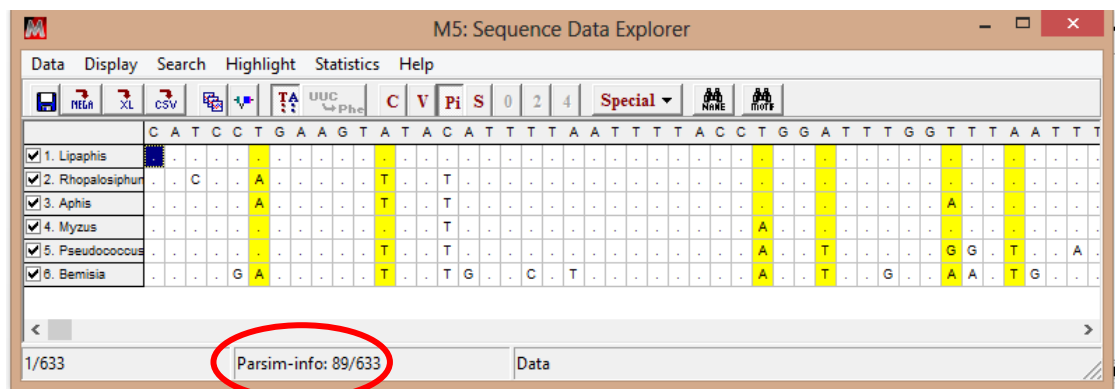 M5: Sequence Data Explorer
Data Display Search Highlight Statistics Help
MEGA XL CSV TA UUC Phe C V Pi S 0 2 4 Special NAME MOTF
C A T C C T G A A G T A T A C A T T T T A A T T T T A C C T G G A T T T G G T T T A A T T T
1. Lipaphis . . . . . . . . . . . . . . . . . . . . . . . . . . . . . . . . . . . . . . . . . . . . . .
2. Rhopalosiphun . . C . . A . . . . . T . . T . . . . . . . . . . . . . . . . . . . . . . . . . . . . . . .
3. Aphis . . . . . A . . . . . T . . T . . . . . . . . . . . . . . . . . . . . . . . A . . . . . . .
4. Myzus . . . . . . . . . . . . . . T . . . . . . . . . . . . . . A . . . . . . . . . . . . . . . .
5. Pseudococcus . . . . . . . . . . . T . . T . . . . . . . . . . . . . . A . . T . . . . . G G . T . . A .
6. Bemisia . . . . G A . . . . . T . . T G . . C . T . . . . . . . . A . . T . . G . . A A . T G . . .
1/633 Parsim-info: 89/633 Data